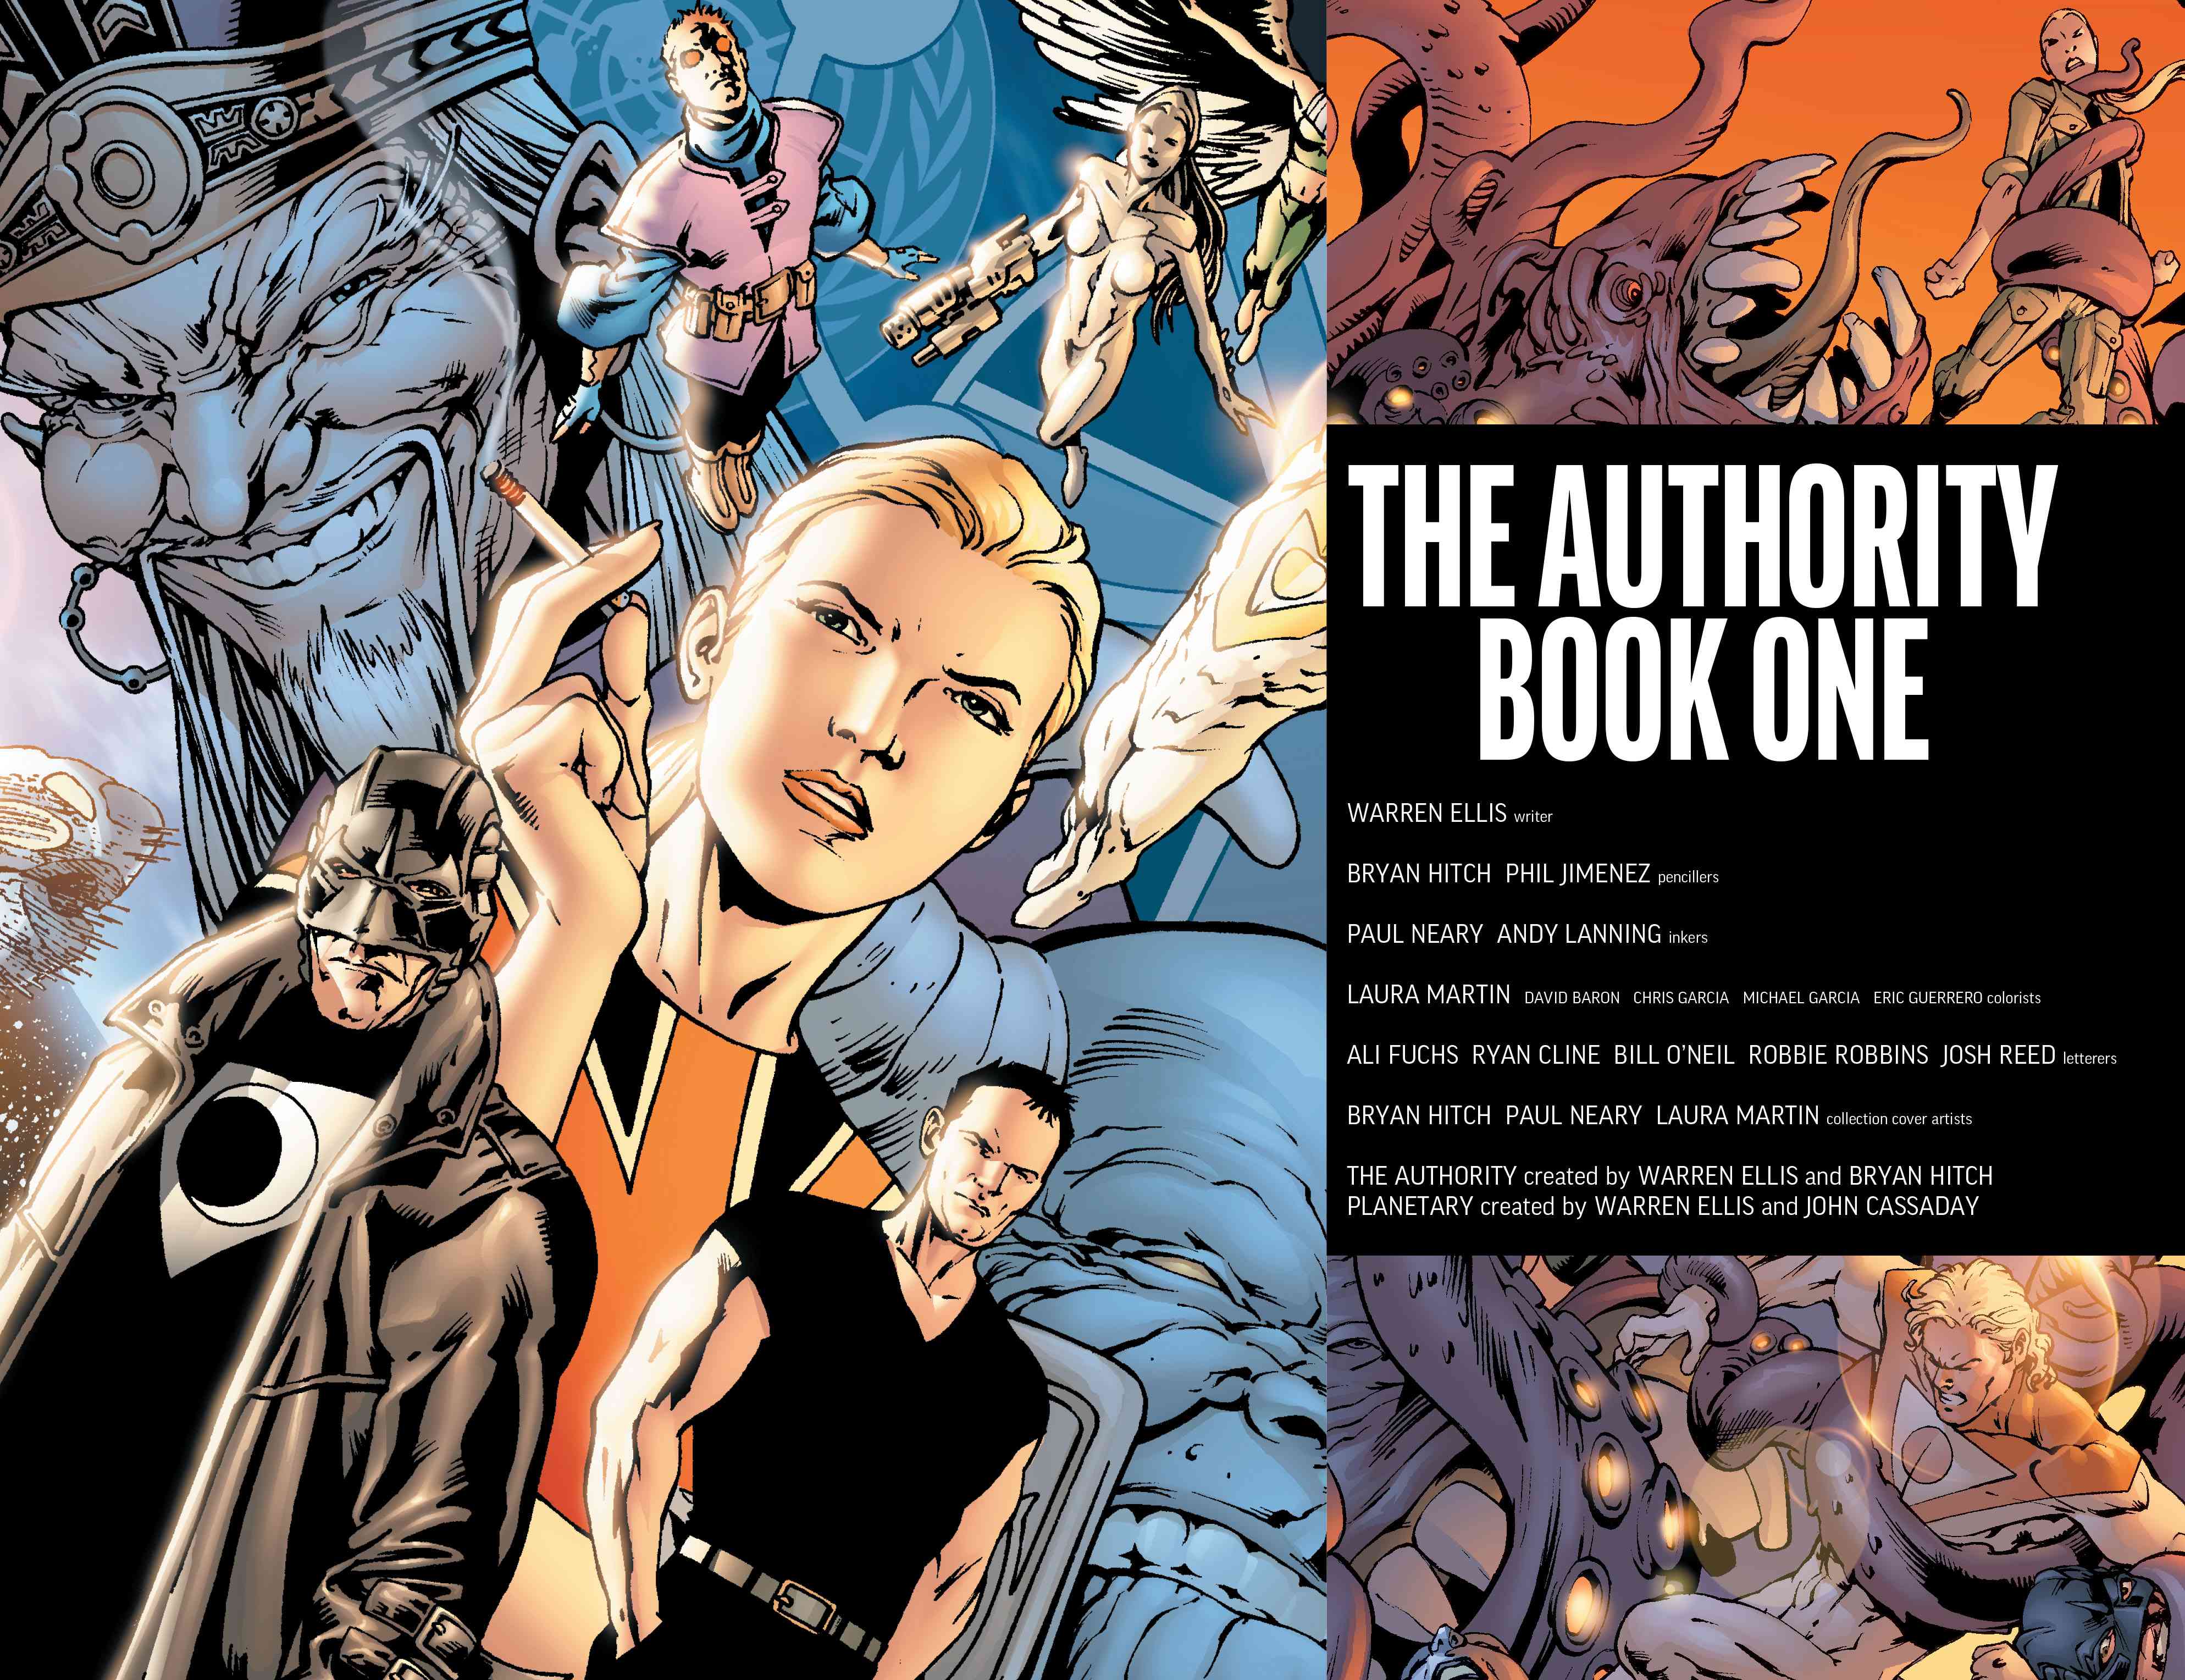 THE AUTHORITY
BOOK ONE
WARREN ELLIS writer
BRYAN HITCH PHIL JIMENEZ pencillers
PAUL NEARY ANDY LANNING inkers
LAURA MARTIN DAVID BARON CHRIS GARCIA MICHAEL GARCIA ERIC GUERRERO colorists
ALI FUCHS RYAN CLINE BILL O’NEIL ROBBIE ROBBINS JOSH REED letterers
BRYAN HITCH PAUL NEARY LAURA MARTIN collection cover artists
THE AUTHORITY created by WARREN ELLIS and BRYAN HITCH
PLANETARY created by WARREN ELLIS and JOHN CASSADAY